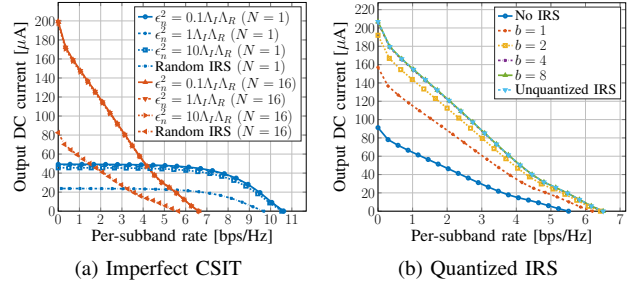 Output DC current [μA]
200
180
160
140
120
100
80
60
40
20
0
0 1 2 3 4 5 6 7 8 9 10 11
Per-subband rate [bps/Hz]
ϵ_n^2 = 0.1Λ_IΛ_R (N = 1)
ϵ_n^2 = 1Λ_IΛ_R (N = 1)
ϵ_n^2 = 10Λ_IΛ_R (N = 1)
Random IRS (N = 1)
ϵ_n^2 = 0.1Λ_IΛ_R (N = 16)
ϵ_n^2 = 1Λ_IΛ_R (N = 16)
ϵ_n^2 = 10Λ_IΛ_R (N = 16)
Random IRS (N = 16)
(a) Imperfect CSIT
Output DC current [μA]
200
180
160
140
120
100
80
60
40
20
0
0 1 2 3 4 5 6 7
Per-subband rate [bps/Hz]
No IRS
b = 1
b = 2
b = 4
b = 8
Unquantized IRS
(b) Quantized IRS